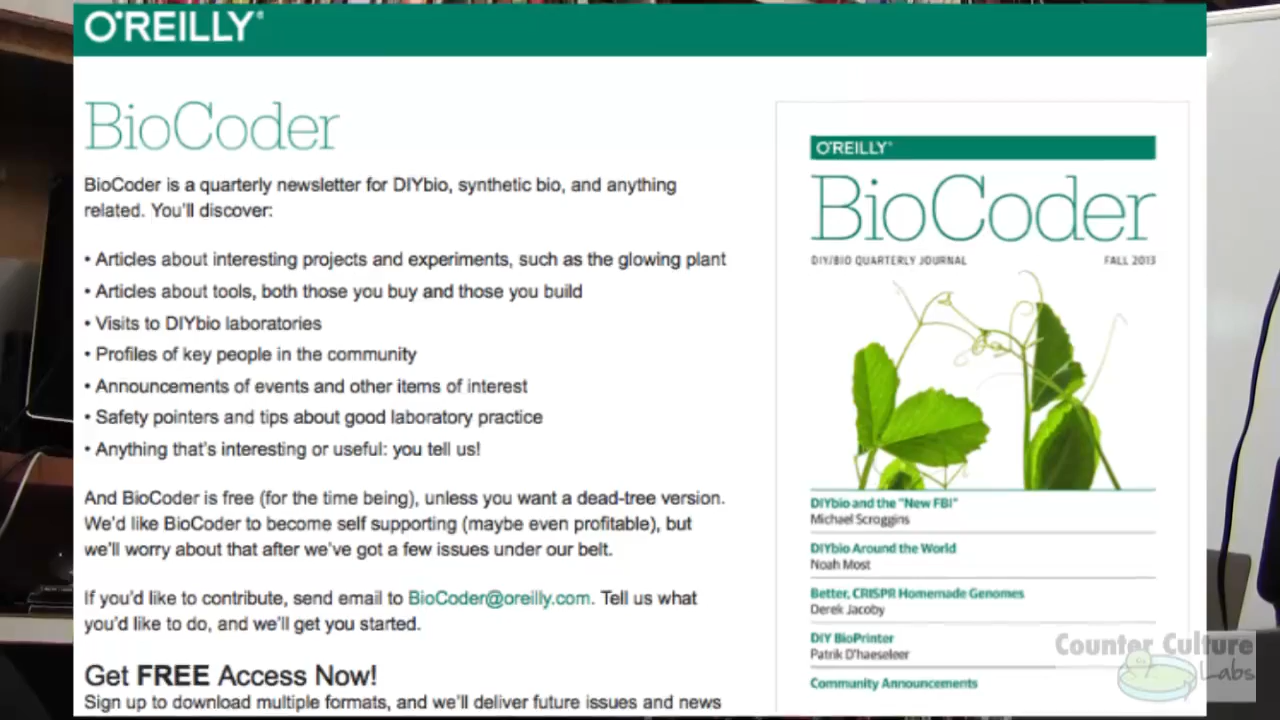 O'REILLY®
BioCoder
BioCoder is a quarterly newsletter for DIYbio, synthetic bio, and anything
related. You'll discover:
• Articles about interesting projects and experiments, such as the glowing plant
• Articles about tools, both those you buy and those you build
• Visits to DIYbio laboratories
• Profiles of key people in the community
• Announcements of events and other items of interest
• Safety pointers and tips about good laboratory practice
• Anything that's interesting or useful: you tell us!
And BioCoder is free (for the time being), unless you want a dead-tree version.
We'd like BioCoder to become self supporting (maybe even profitable), but
we'll worry about that after we've got a few issues under our belt.
If you'd like to contribute, send email to BioCoder@oreilly.com. Tell us what
you'd like to do, and we'll get you started.
Get FREE Access Now!
Sign up to download multiple formats, and we'll deliver future issues and news
O'REILLY®
BioCoder
DIY/BIO QUARTERLY JOURNAL FALL 2013
DIYbio and the "New FBI"
Michael Scroggins
DIYbio Around the World
Noah Most
Better, CRISPR Homemade Genomes
Derek Jacoby
DIY BioPrinter
Patrik D'haeseleer
Community Announcements
Counter Culture
Labs